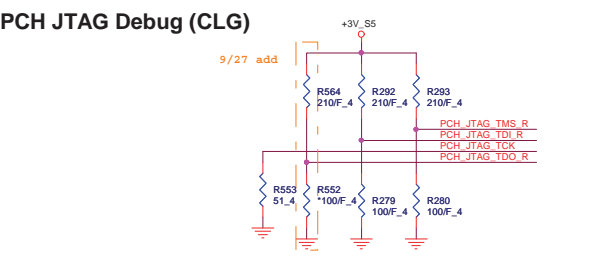 PCH JTAG Debug (CLG)
+3V_S5
9/27 add
R564
210/F_4
R292
210/F_4
R293
210/F_4
PCH_JTAG_TMS_R
PCH_JTAG_TDI_R
PCH_JTAG_TCK
PCH_JTAG_TDO_R
R553
51_4
R552
*100/F_4
R279
100/F_4
R280
100/F_4